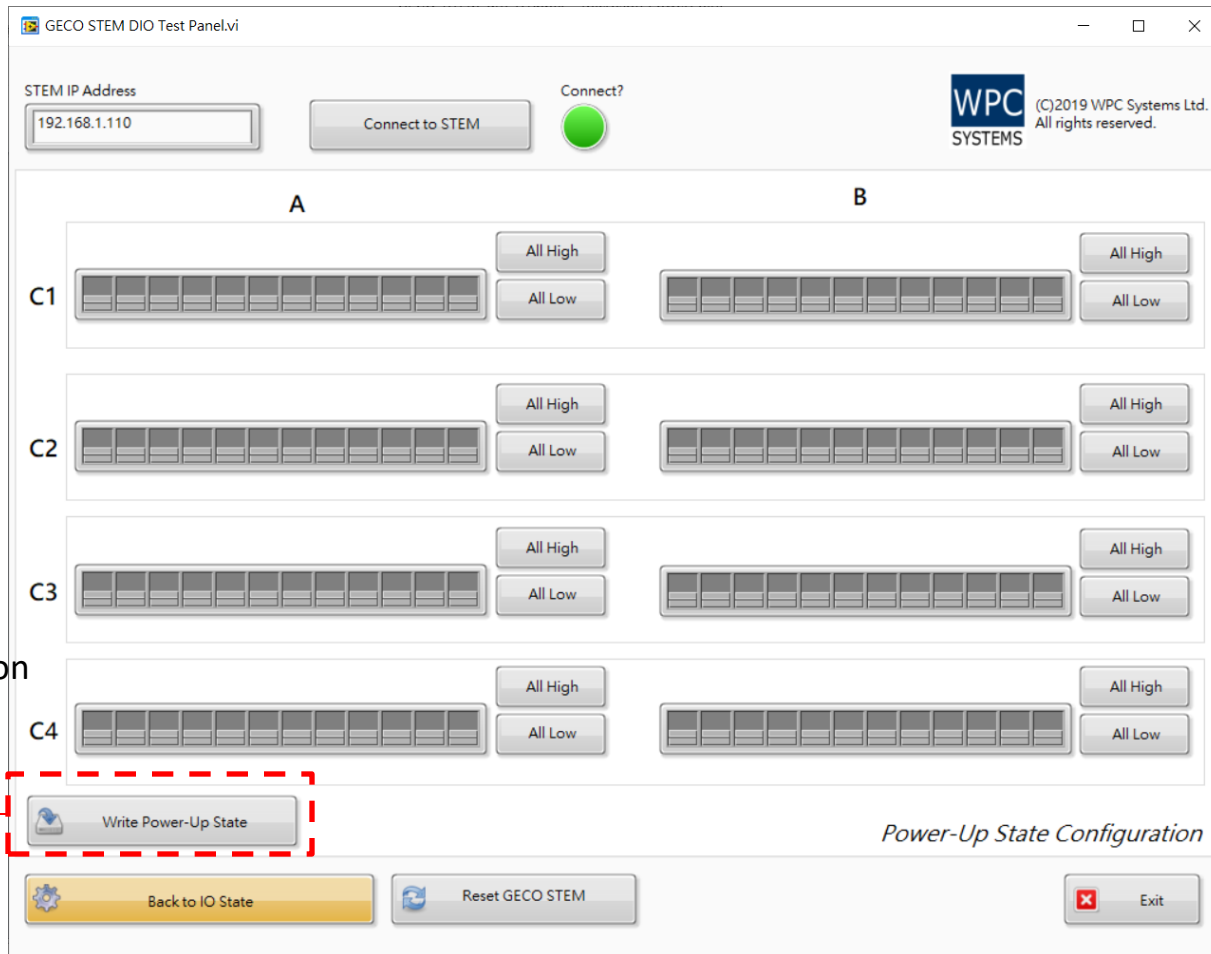 GECO STEM DIO Test Panel.vi
STEM IP Address
192.168.1.110
Connect to STEM
Connect?
WPC
SYSTEMS
(C)2019 WPC Systems Ltd.
All rights reserved.
A
B
C1
All High
All Low
All High
All Low
C2
All High
All Low
All High
All Low
C3
All High
All Low
All High
All Low
on
C4
All High
All Low
All High
All Low
Write Power-Up State
Power-Up State Configuration
Back to IO State
Reset GECO STEM
Exit